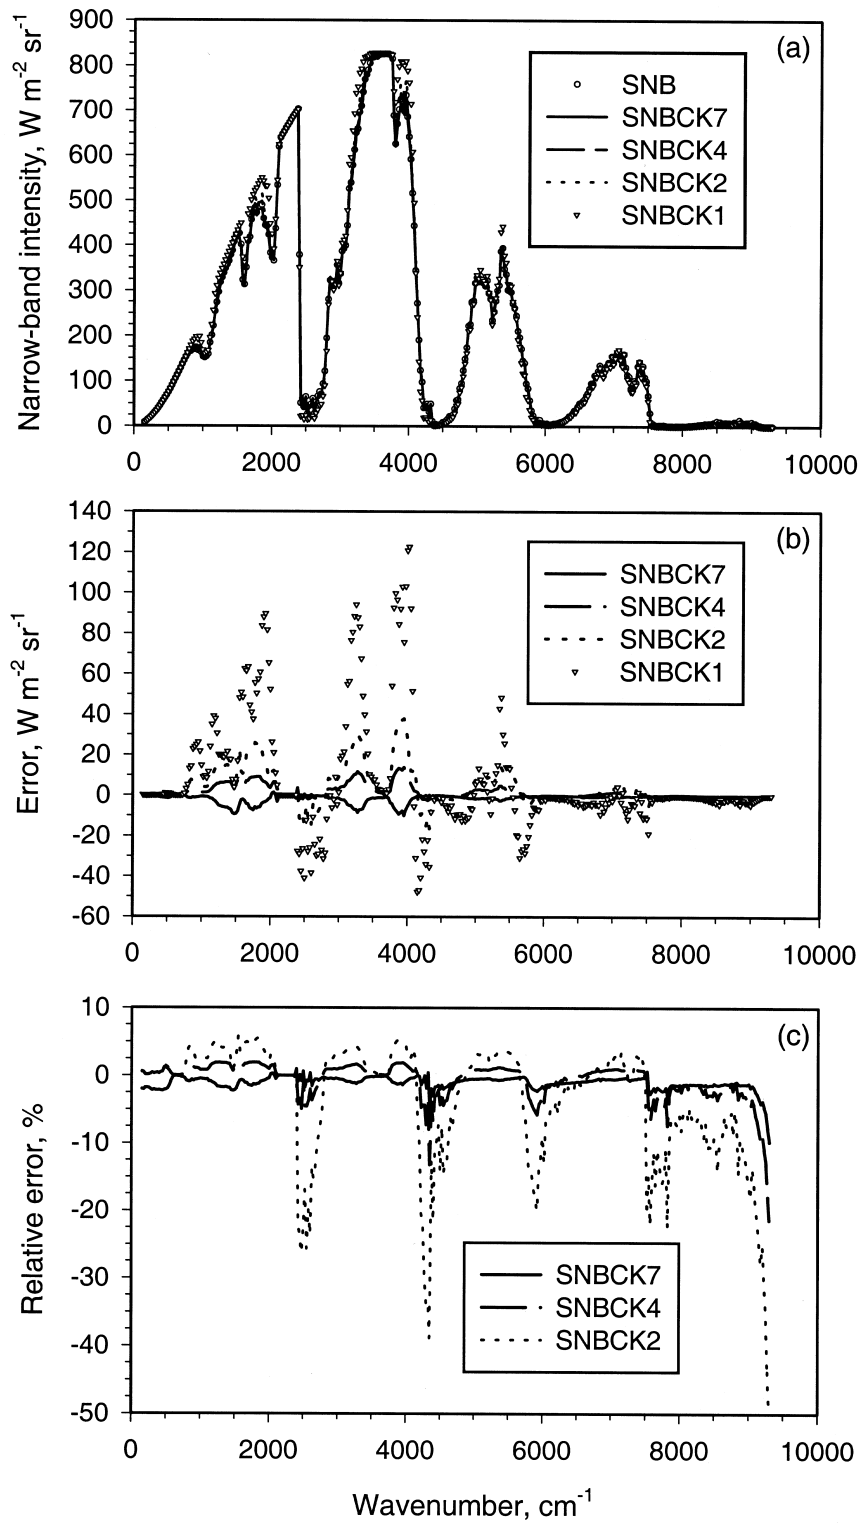 (a)
Narrow-band intensity, W m⁻² sr⁻¹
900
800
700
600
500
400
300
200
100
0
SNB
SNBCK7
SNBCK4
SNBCK2
SNBCK1
0 2000 4000 6000 8000 10000
(b)
Error, W m⁻² sr⁻¹
140
120
100
80
60
40
20
0
-20
-40
-60
SNBCK7
SNBCK4
SNBCK2
SNBCK1
0 2000 4000 6000 8000 10000
(c)
Relative error, %
10
0
-10
-20
-30
-40
-50
SNBCK7
SNBCK4
SNBCK2
0 2000 4000 6000 8000 10000
Wavenumber, cm⁻¹